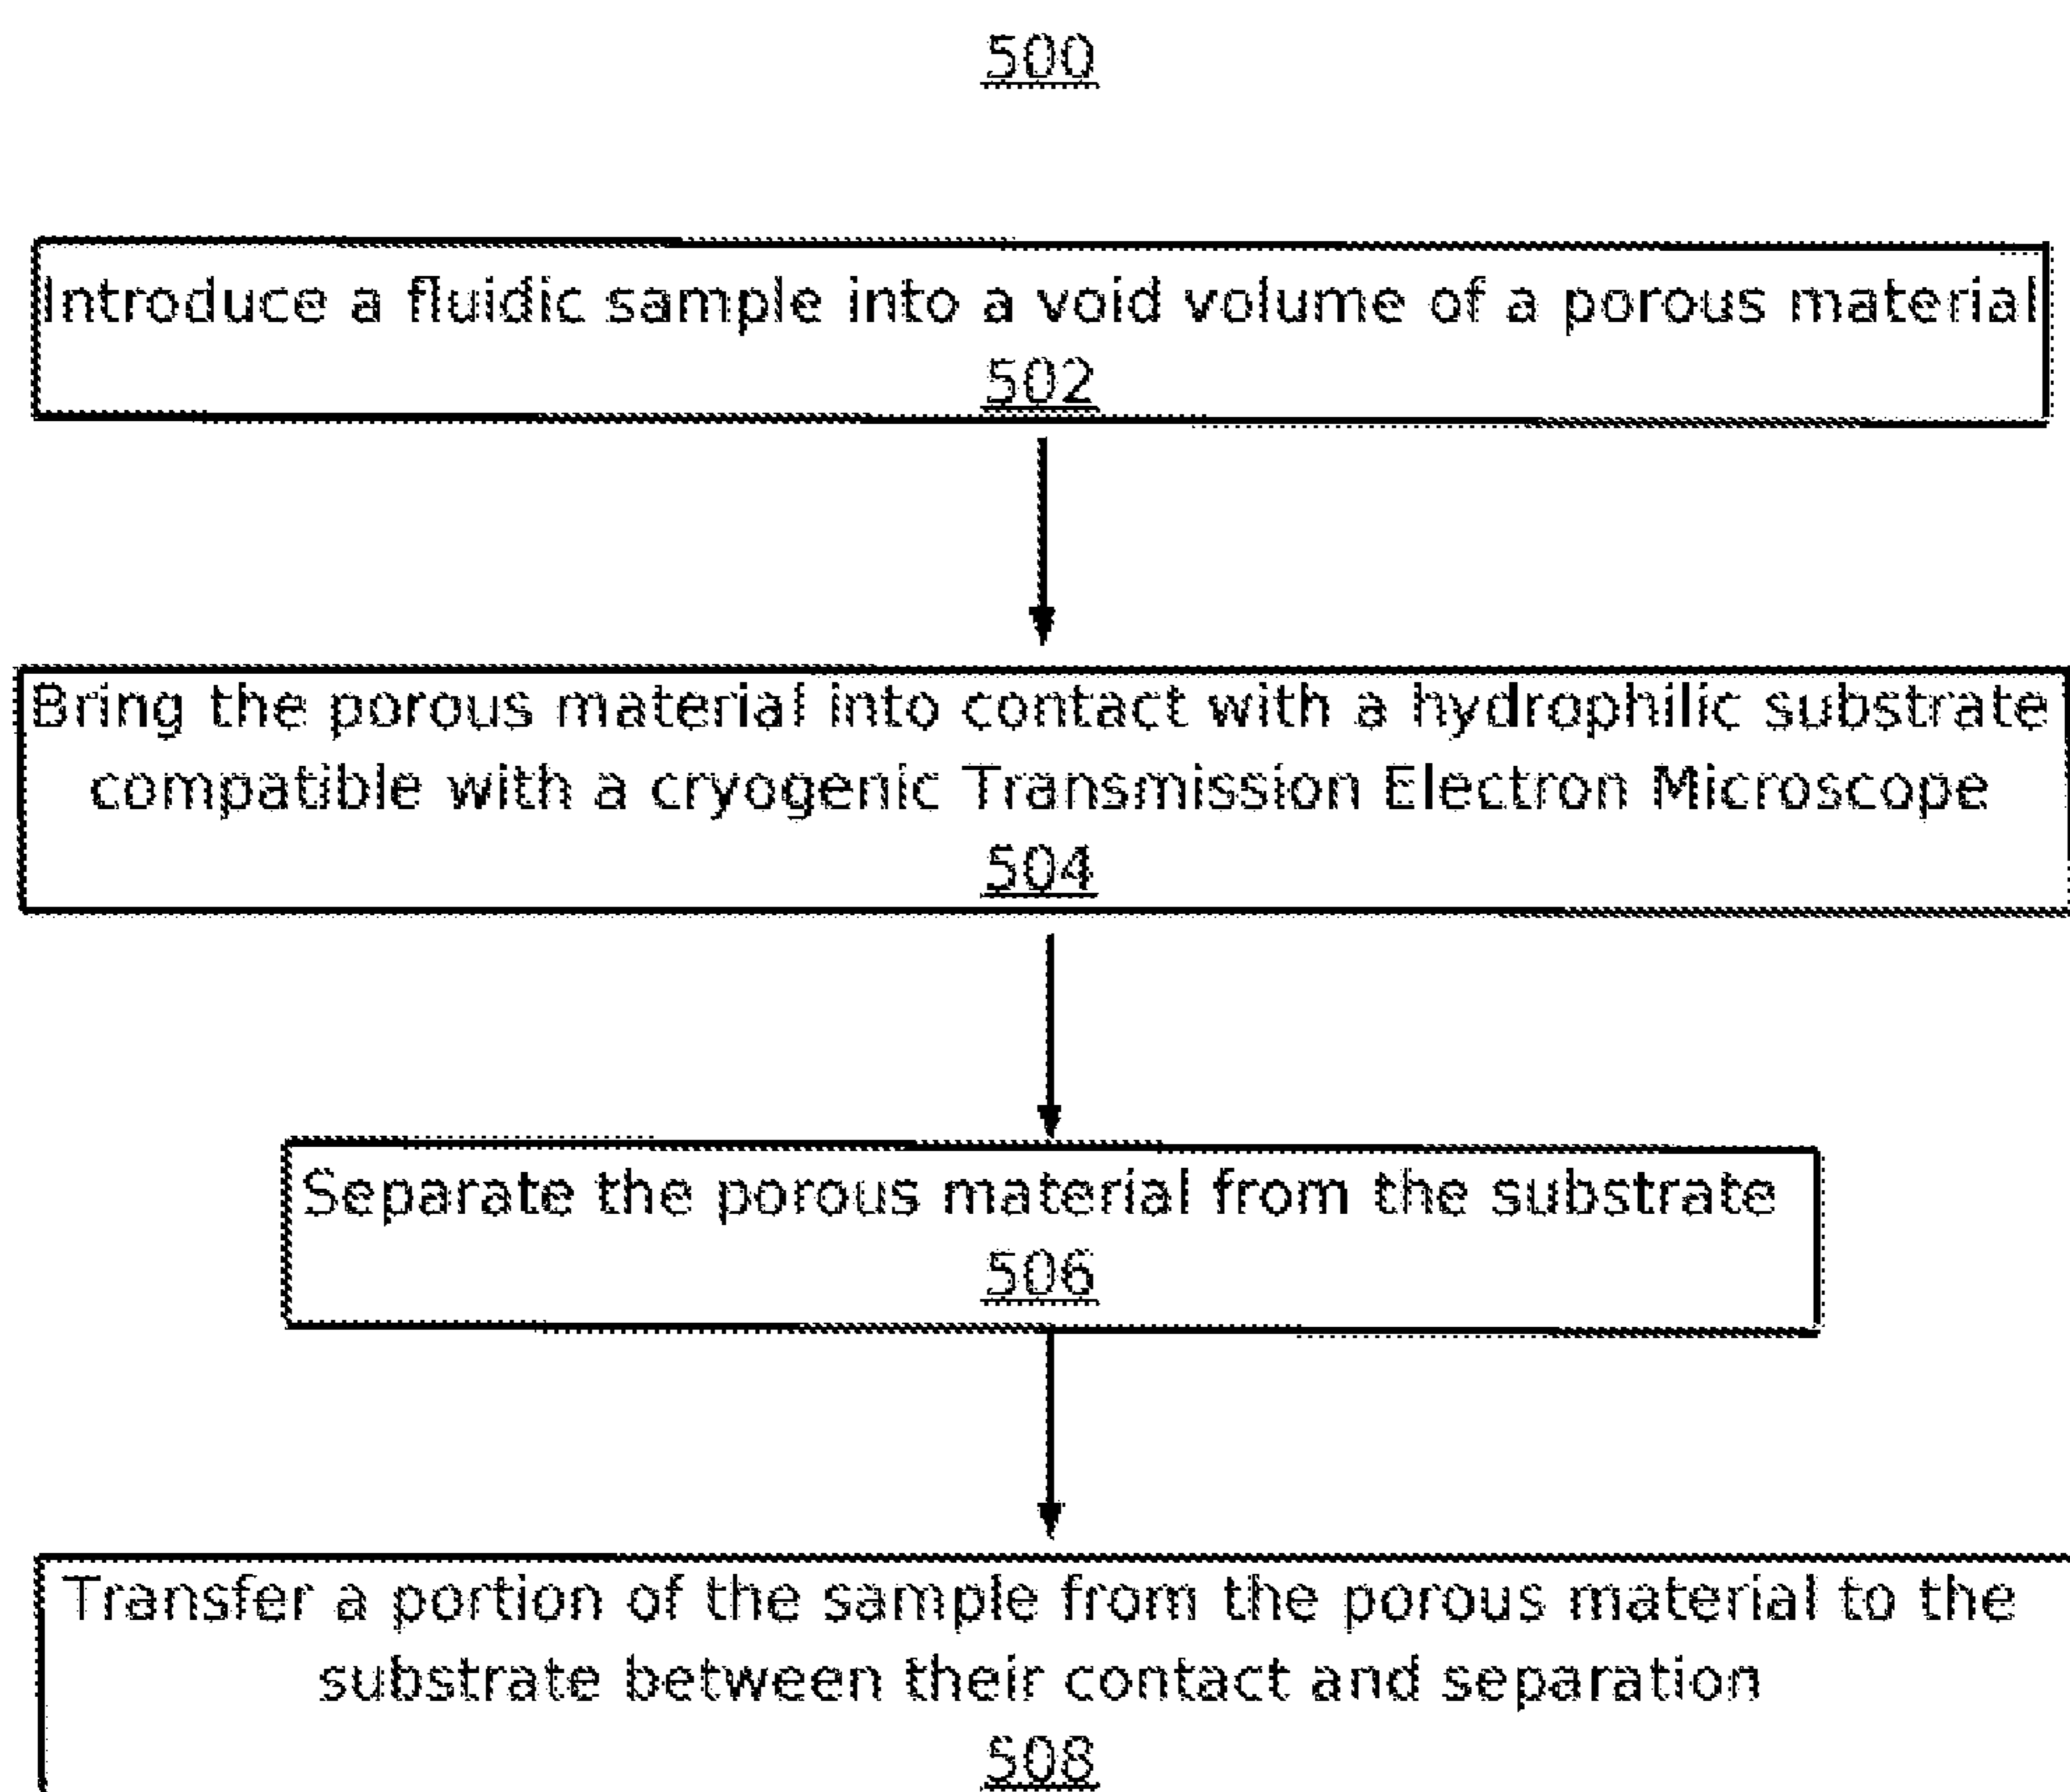 500
Introduce a fluidic sample into a void volume of a porous material
502
Bring the porous material into contact with a hydrophilic substrate
compatible with a cryogenic Transmission Electron Microscope
504
Separate the porous material from the substrate
506
Transfer a portion of the sample from the porous material to the
substrate between their contact and separation
508